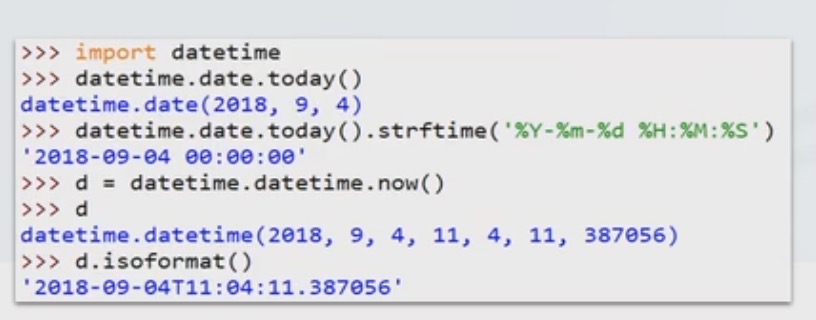 >>> import datetime
>>> datetime.date.today()
datetime.date(2018, 9, 4)
>>> datetime.date.today().strftime('%Y-%m-%d %H:%M:%S')
'2018-09-04 00:00:00'
>>> d = datetime.datetime.now()
>>> d
datetime.datetime(2018, 9, 4, 11, 4, 11, 387056)
>>> d.isoformat()
'2018-09-04T11:04:11.387056'